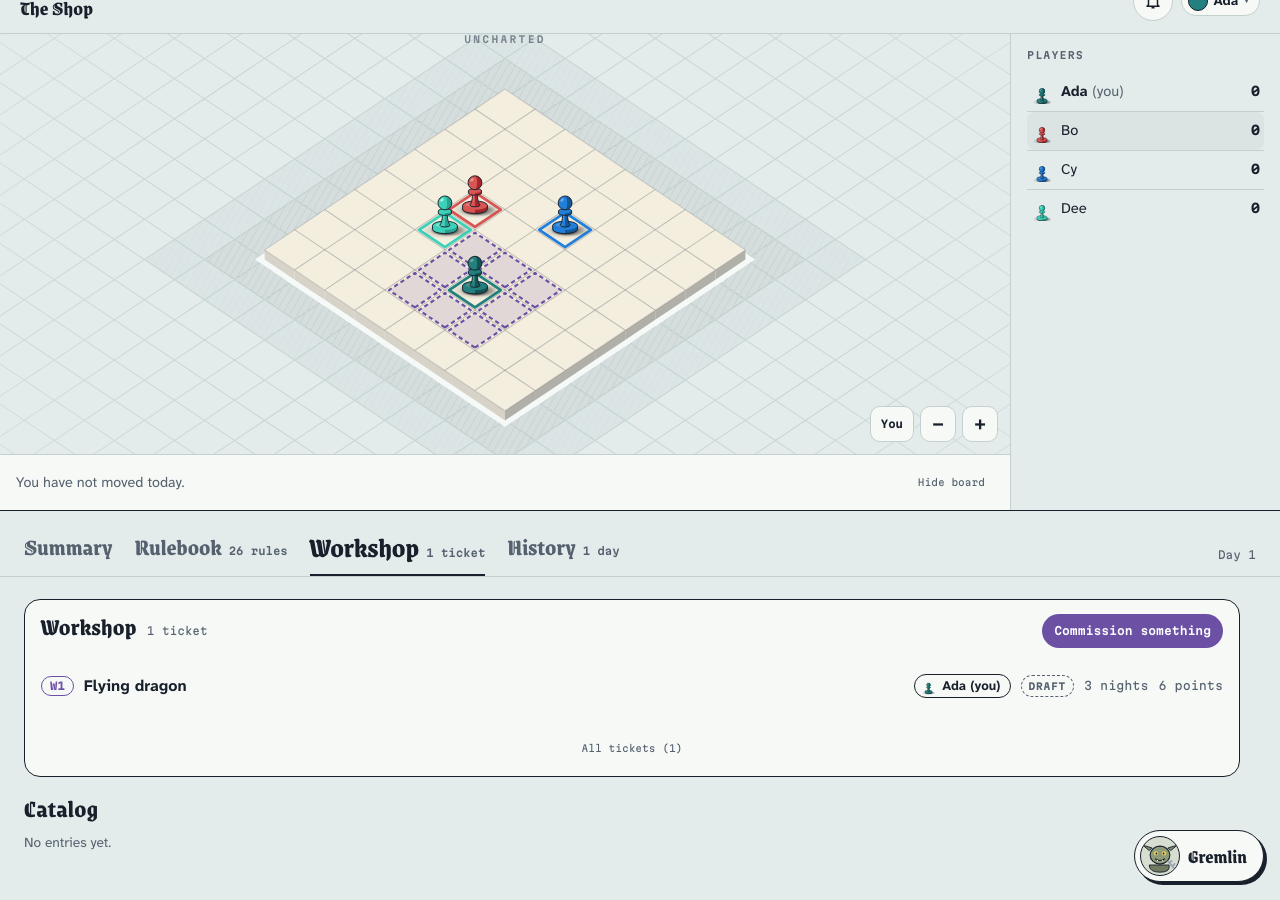 The Shop
Ada
UNCHARTED
PLAYERS
Ada (you) 0
Bo 0
Cy 0
Dee 0
You − +
You have not moved today.
Hide board
Summary Rulebook 26 rules Workshop 1 ticket History 1 day
Day 1
Workshop 1 ticket
Commission something
W1 Flying dragon
Ada (you) DRAFT 3 nights 6 points
All tickets (1)
Catalog
No entries yet.
Gremlin